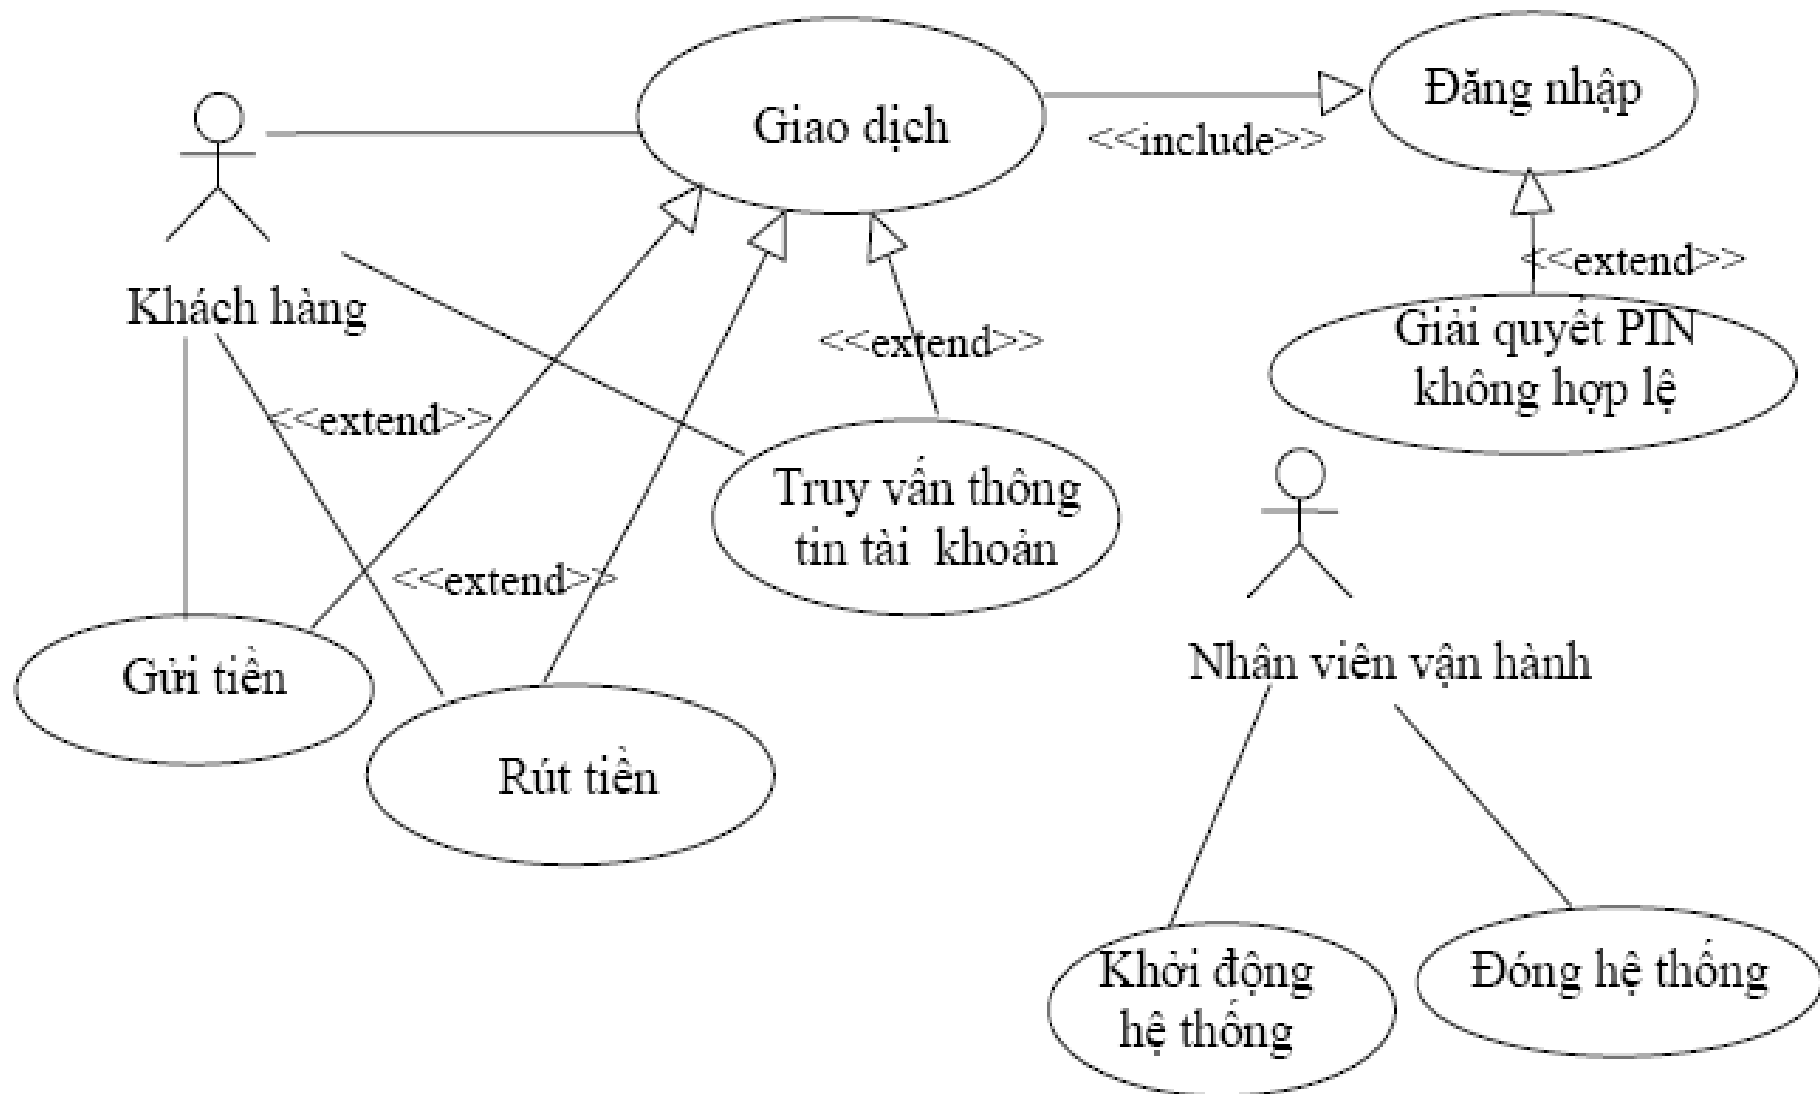 Giao dịch
Đăng nhập
<<include>>
<<extend>>
Khách hàng
Giải quyết PIN
không hợp lệ
<<extend>>
<<extend>>
Truy vấn thông
tin tài khoản
<<extend>>
Nhân viên vận hành
Gửi tiền
Rút tiền
Khởi động
hệ thống
Đóng hệ thống